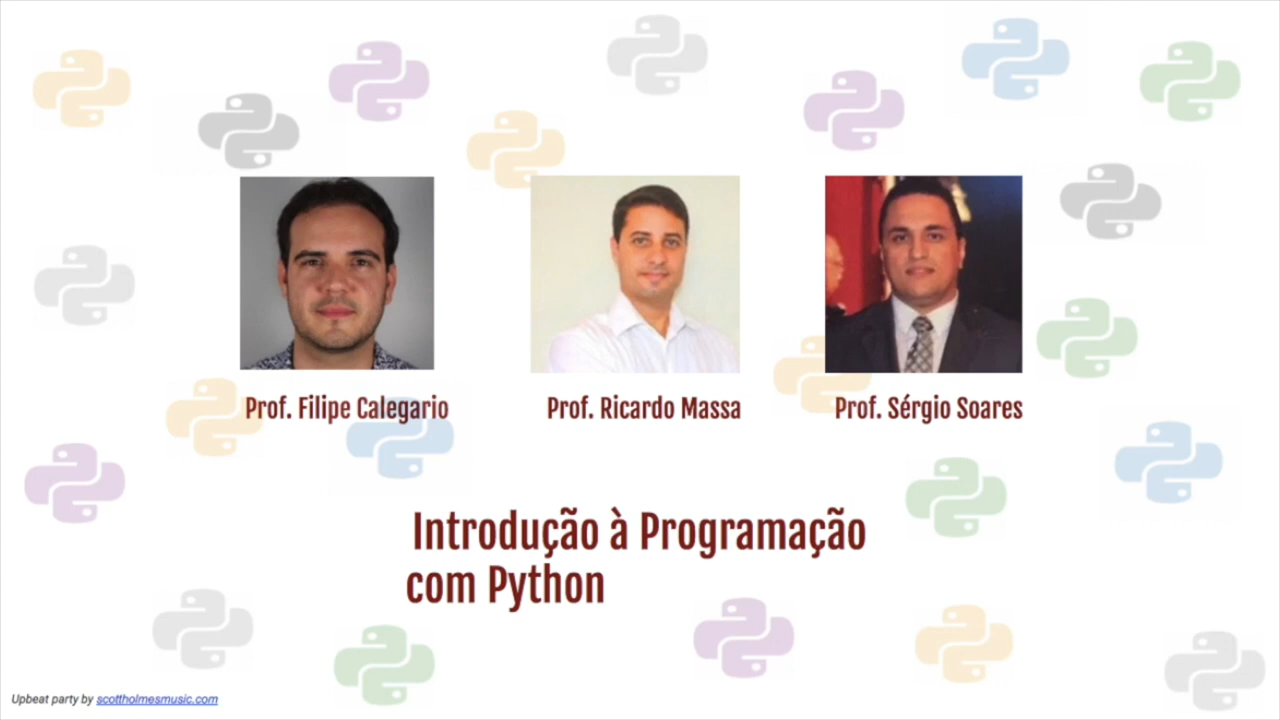 Prof. Filipe Calegario
Prof. Ricardo Massa
Prof. Sérgio Soares
Introdução à Programação
com Python
Upbeat party by scottholmesmusic.com